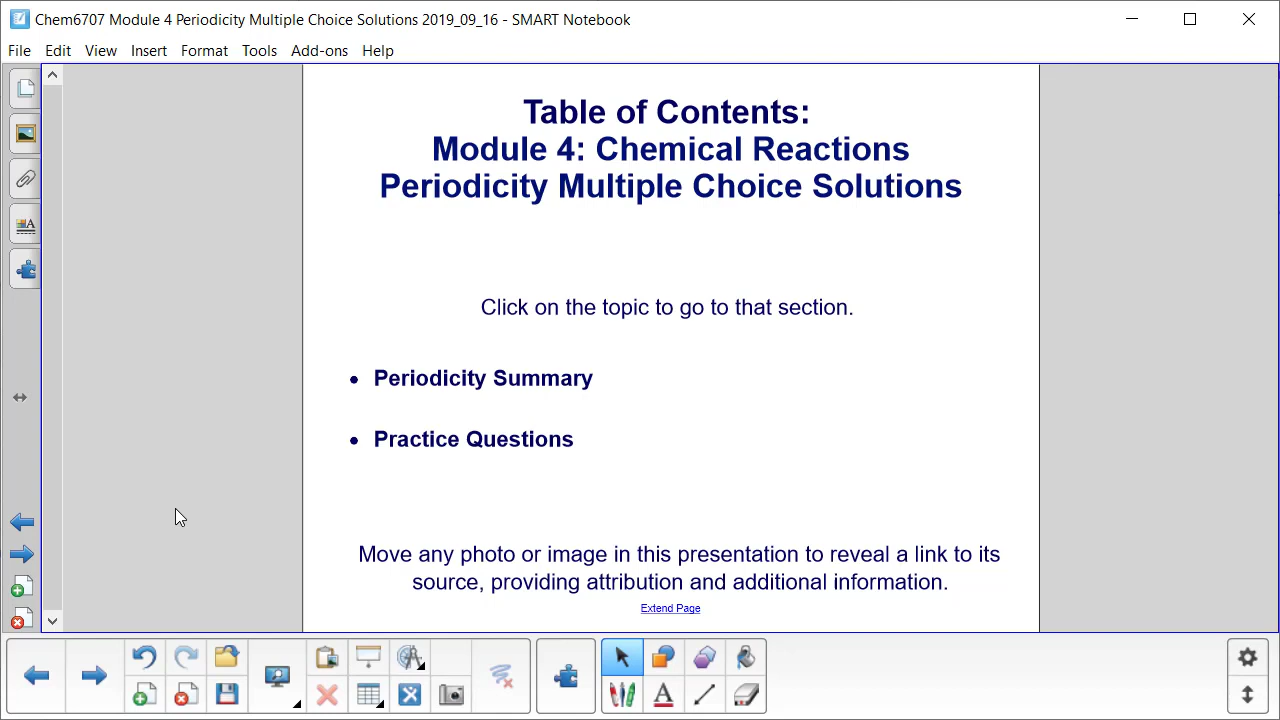 Chem6707 Module 4 Periodicity Multiple Choice Solutions 2019_09_16 - SMART Notebook
File Edit View Insert Format Tools Add-ons Help
Table of Contents:
Module 4: Chemical Reactions
Periodicity Multiple Choice Solutions
Click on the topic to go to that section.
• Periodicity Summary
• Practice Questions
Move any photo or image in this presentation to reveal a link to its
source, providing attribution and additional information.
Extend Page